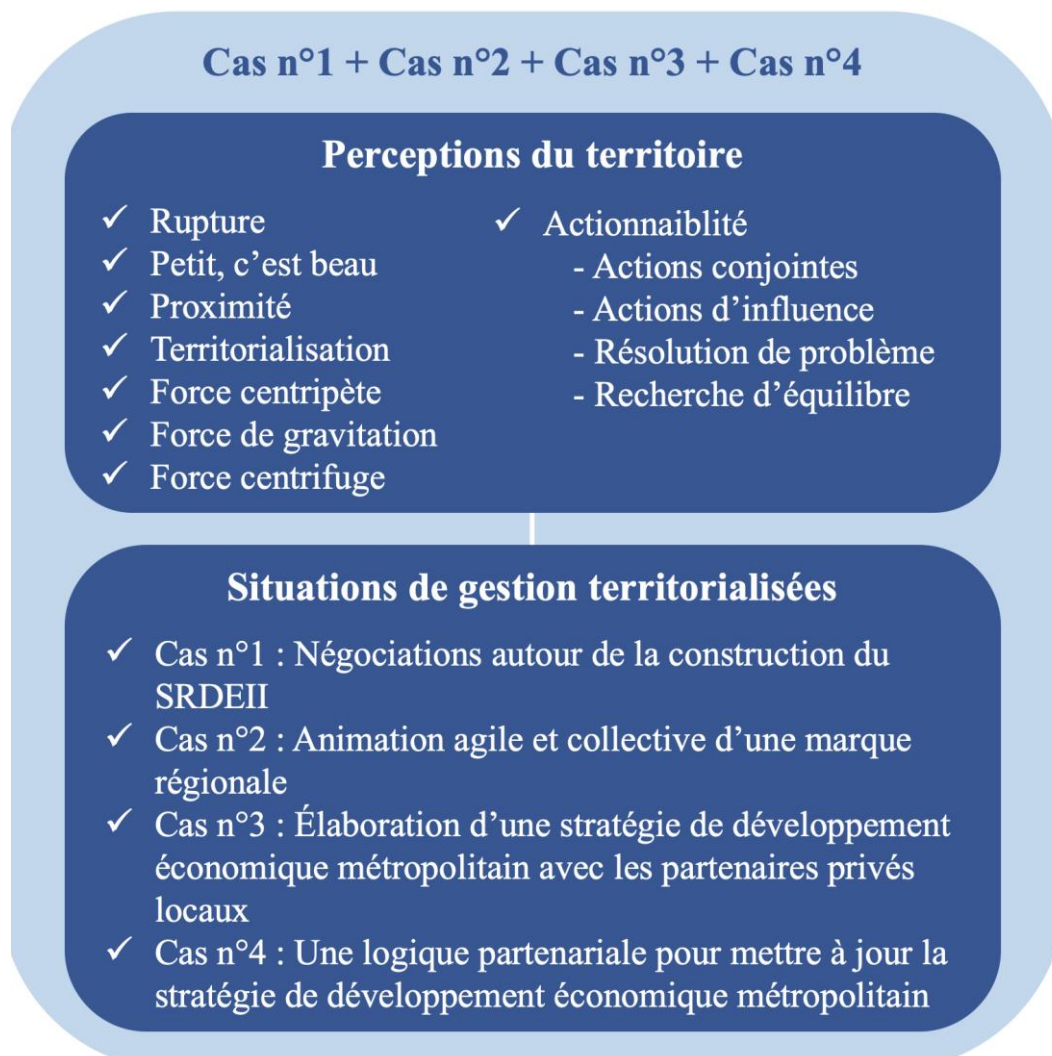 Cas n°1 + Cas n°2 + Cas n°3 + Cas n°4
Perceptions du territoire
✓ Rupture
✓ Petit, c’est beau
✓ Proximité
✓ Territorialisation
✓ Force centripète
✓ Force de gravitation
✓ Force centrifuge
✓ Actionnaiblité
- Actions conjointes
- Actions d’influence
- Résolution de problème
- Recherche d’équilibre
Situations de gestion territorialisées
✓ Cas n°1 : Négociations autour de la construction du
SRDEII
✓ Cas n°2 : Animation agile et collective d’une marque
régionale
✓ Cas n°3 : Élaboration d’une stratégie de développement
économique métropolitain avec les partenaires privés
locaux
✓ Cas n°4 : Une logique partenariale pour mettre à jour la
stratégie de développement économique métropolitain